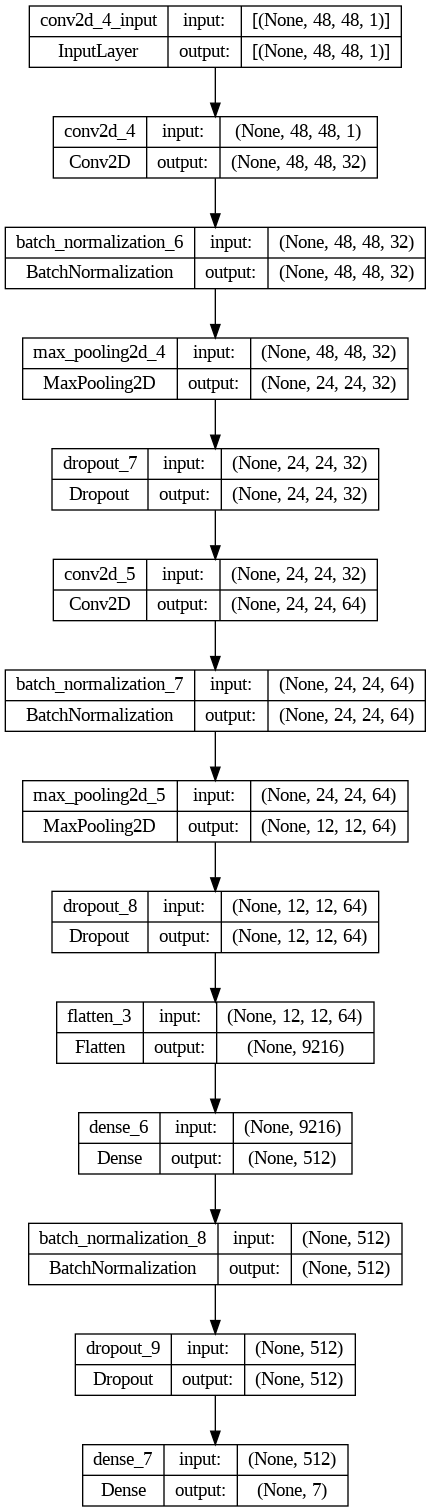 conv2d_4_input input: [(None, 48, 48, 1)]
InputLayer output: [(None, 48, 48, 1)]
conv2d_4 input: (None, 48, 48, 1)
Conv2D output: (None, 48, 48, 32)
batch_normalization_6 input: (None, 48, 48, 32)
BatchNormalization output: (None, 48, 48, 32)
max_pooling2d_4 input: (None, 48, 48, 32)
MaxPooling2D output: (None, 24, 24, 32)
dropout_7 input: (None, 24, 24, 32)
Dropout output: (None, 24, 24, 32)
conv2d_5 input: (None, 24, 24, 32)
Conv2D output: (None, 24, 24, 64)
batch_normalization_7 input: (None, 24, 24, 64)
BatchNormalization output: (None, 24, 24, 64)
max_pooling2d_5 input: (None, 24, 24, 64)
MaxPooling2D output: (None, 12, 12, 64)
dropout_8 input: (None, 12, 12, 64)
Dropout output: (None, 12, 12, 64)
flatten_3 input: (None, 12, 12, 64)
Flatten output: (None, 9216)
dense_6 input: (None, 9216)
Dense output: (None, 512)
batch_normalization_8 input: (None, 512)
BatchNormalization output: (None, 512)
dropout_9 input: (None, 512)
Dropout output: (None, 512)
dense_7 input: (None, 512)
Dense output: (None, 7)